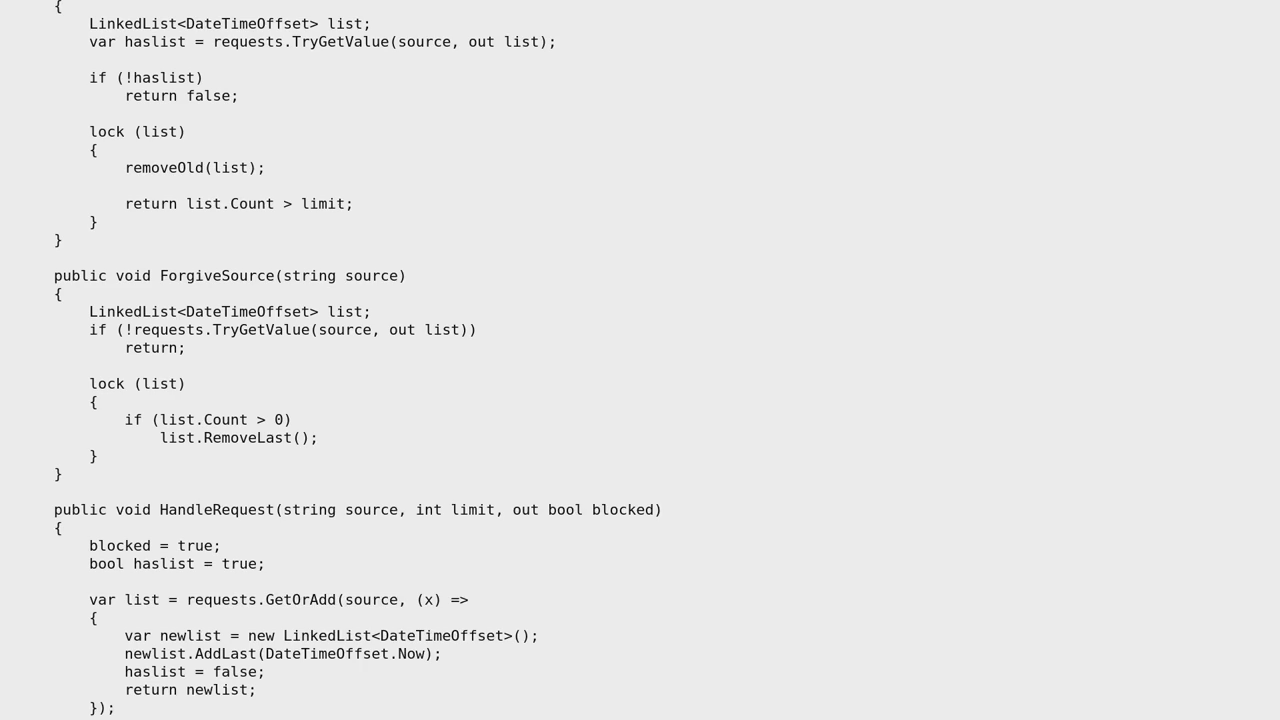 {
LinkedList<DateTimeOffset> list;
var haslist = requests.TryGetValue(source, out list);
if (!haslist)
return false;
lock (list)
{
removeOld(list);
return list.Count > limit;
}
}
public void ForgiveSource(string source)
{
LinkedList<DateTimeOffset> list;
if (!requests.TryGetValue(source, out list))
return;
lock (list)
{
if (list.Count > 0)
list.RemoveLast();
}
}
public void HandleRequest(string source, int limit, out bool blocked)
{
blocked = true;
bool haslist = true;
var list = requests.GetOrAdd(source, (x) =>
{
var newlist = new LinkedList<DateTimeOffset>();
newlist.AddLast(DateTimeOffset.Now);
haslist = false;
return newlist;
});